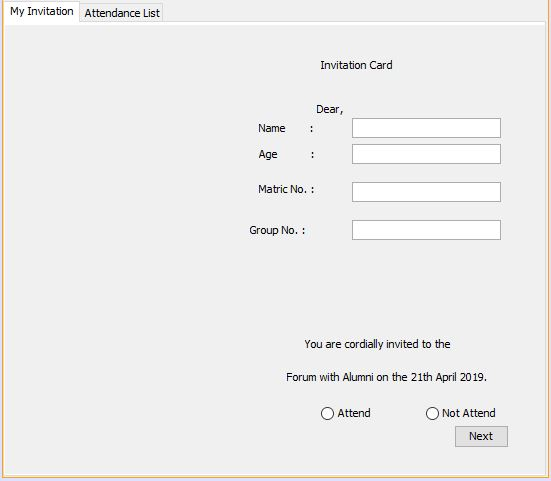 My Invitation Attendance List
Invitation Card
Dear,
Name :
Age :
Matric No. :
Group No. :
You are cordially invited to the
Forum with Alumni on the 21th April 2019.
Attend Not Attend
Next